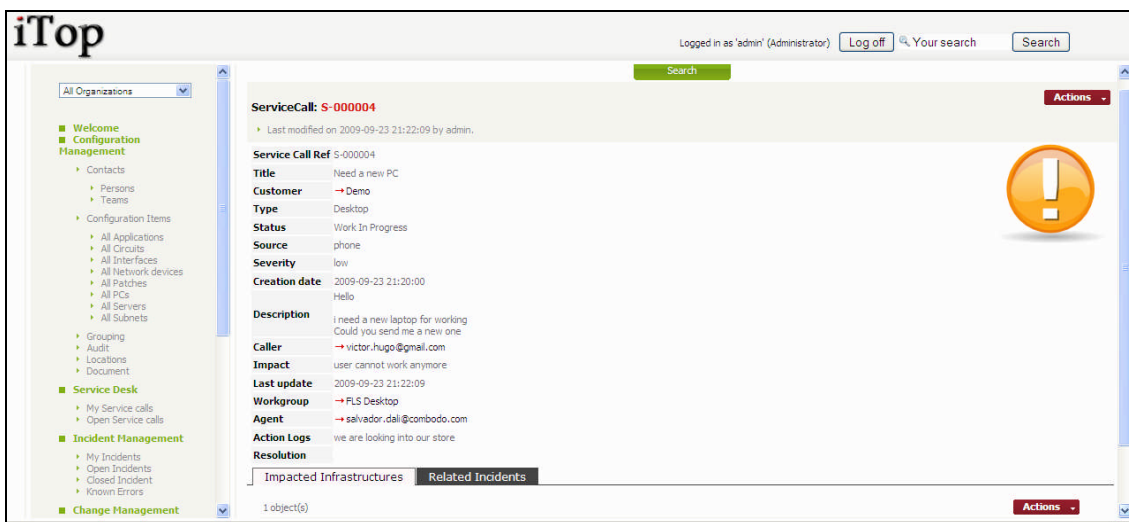 iTop
Logged in as 'admin' (Administrator) Log off Your search Search
All Organizations
Welcome
Configuration
Management
Contacts
Persons
Teams
Configuration Items
All Applications
All Circuits
All Interfaces
All Network devices
All Patches
All PCs
All Servers
All Subnets
Grouping
Audit
Locations
Document
Service Desk
My Service calls
Open Service calls
Incident Management
My Incidents
Open Incidents
Closed Incident
Known Errors
Change Management
Search
Actions
ServiceCall: S-000004
Last modified on 2009-09-23 21:22:09 by admin.
Service Call Ref S-000004
Title Need a new PC
Customer → Demo
Type Desktop
Status Work In Progress
Source phone
Severity low
Creation date 2009-09-23 21:20:00
Description Hello
i need a new laptop for working
Could you send me a new one
Caller → victor.hugo@gmail.com
Impact user cannot work anymore
Last update 2009-09-23 21:22:09
Workgroup → FLS Desktop
Agent → salvador.dali@combodo.com
Action Logs we are looking into our store
Resolution
Impacted Infrastructures Related Incidents
1 object(s) Actions